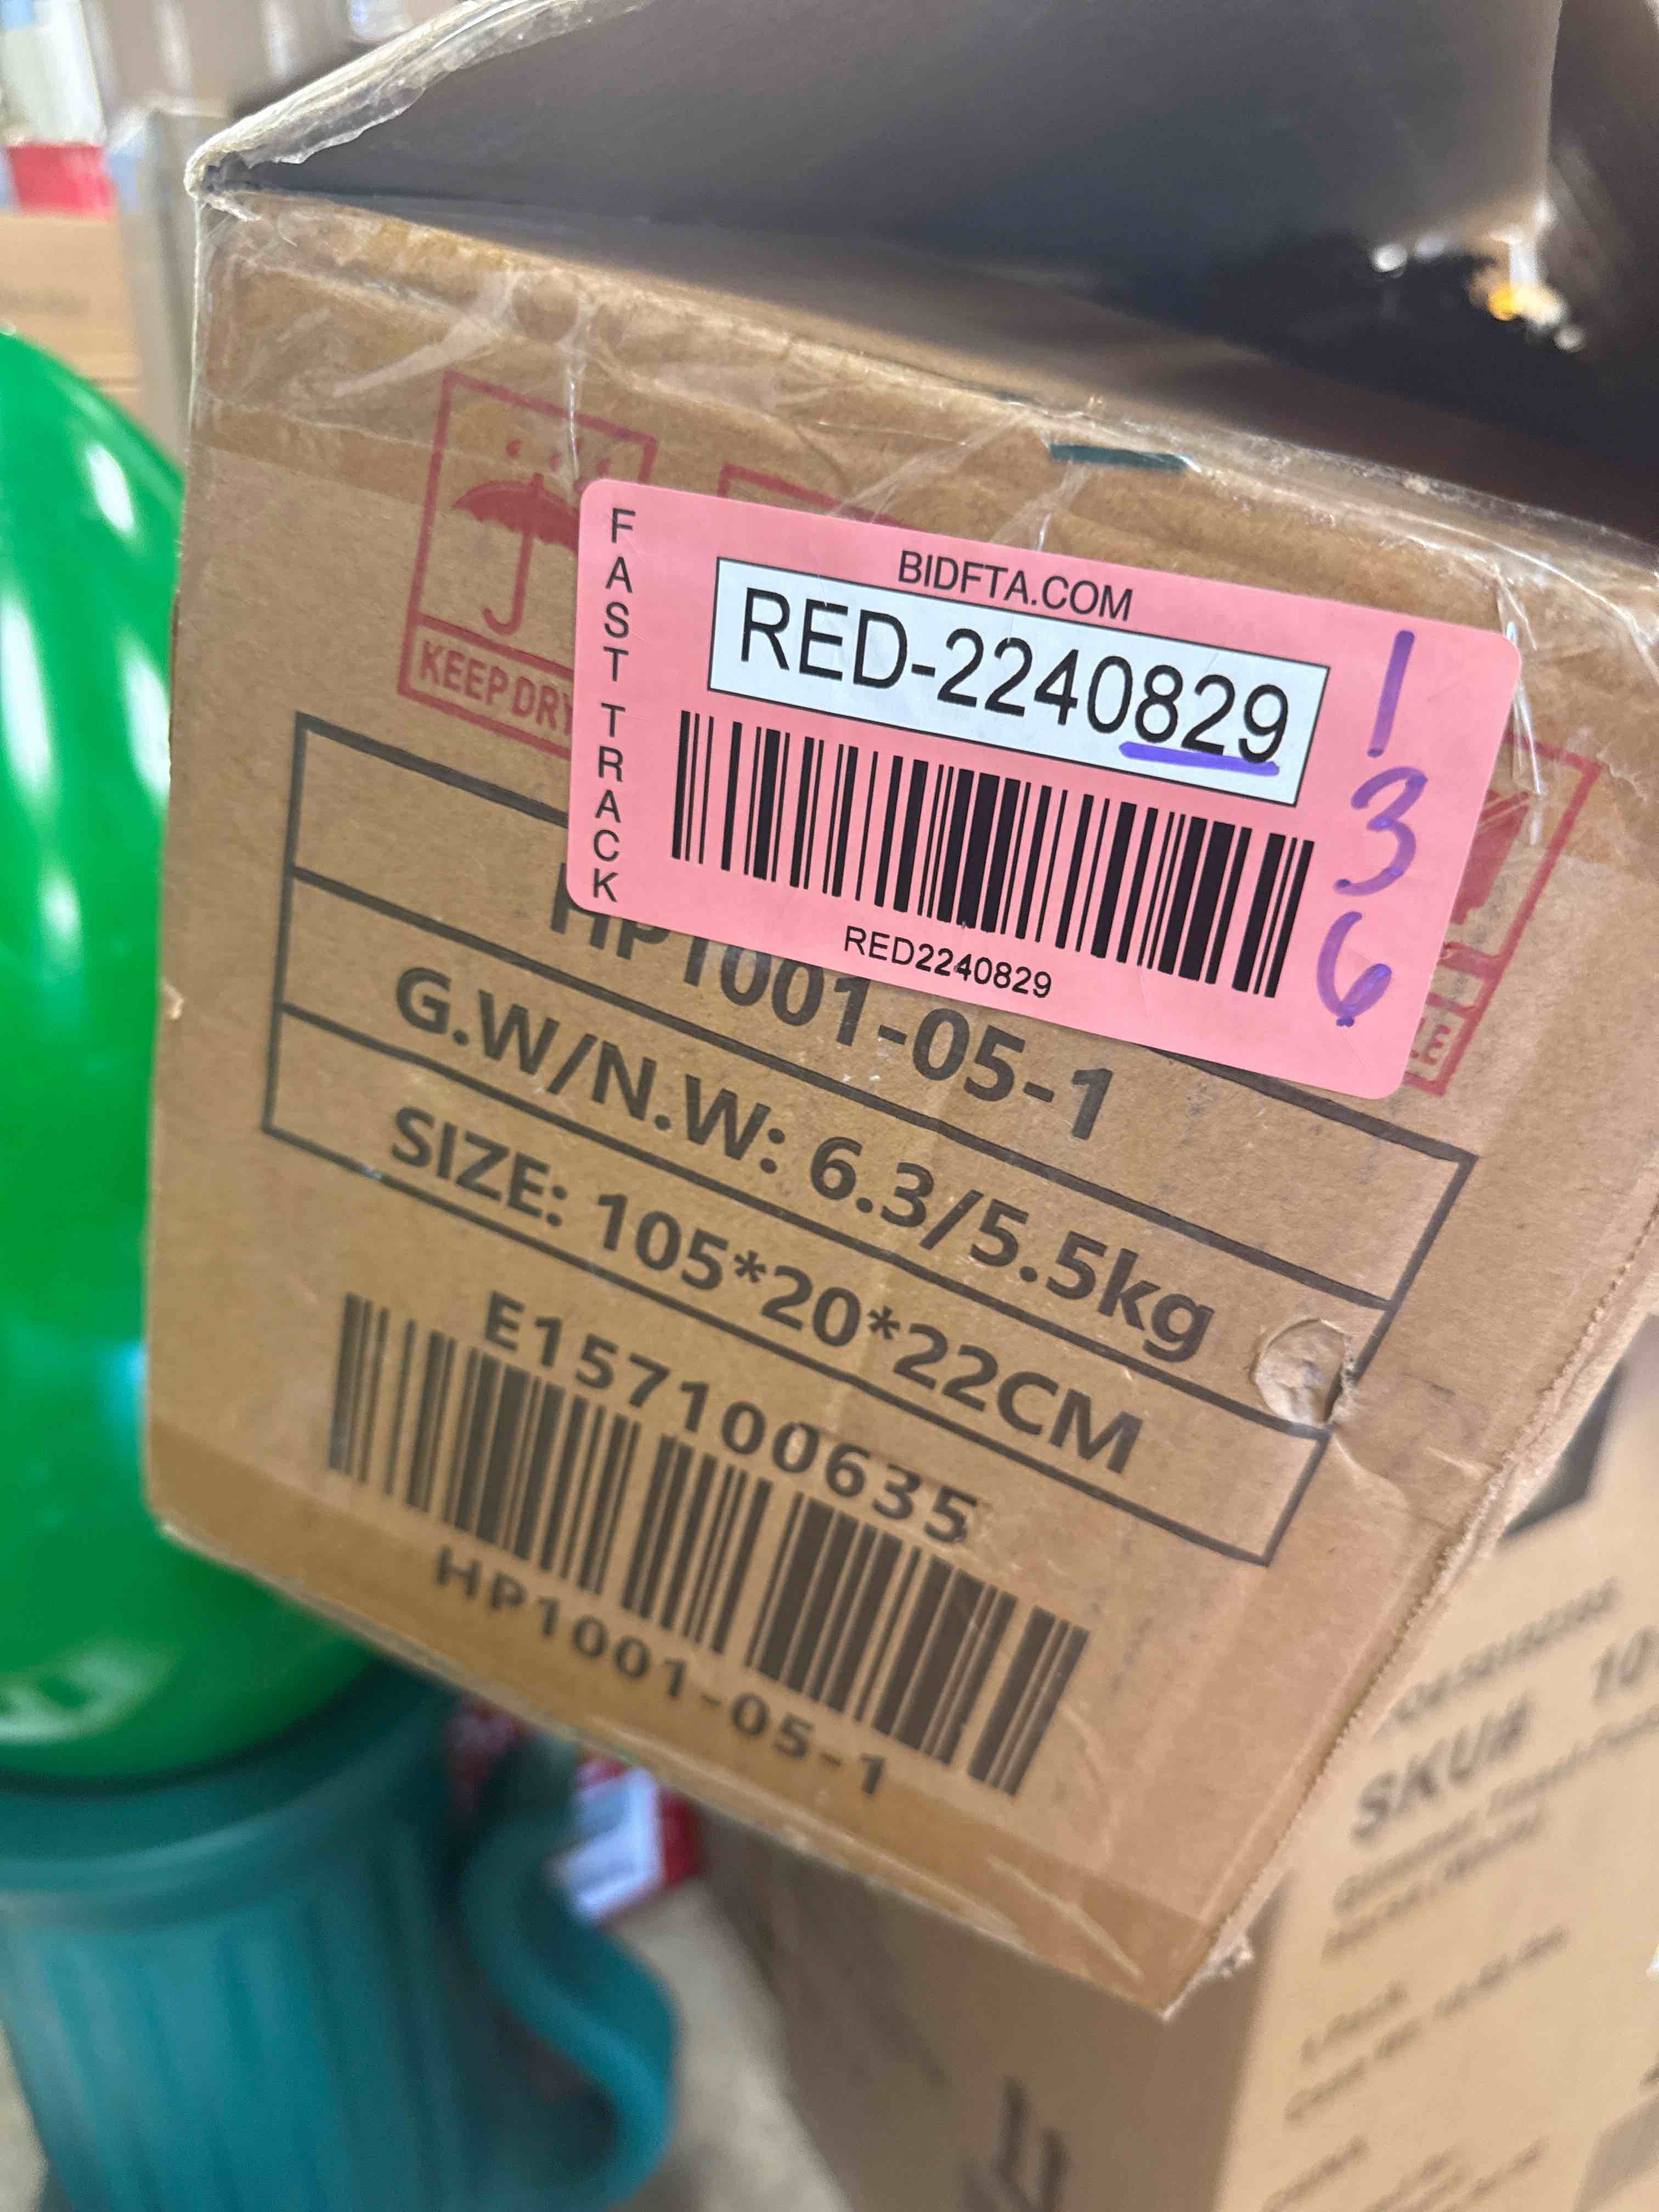 KEEP DRY
FAST TRACK
BIDFTA.COM
RED-2240829
RED2240829
136
HP1001-05-1
G.W/N.W: 6.3/5.5kg
SIZE: 105*20*22CM
E157100635
HP1001-05-1
SKU# 10